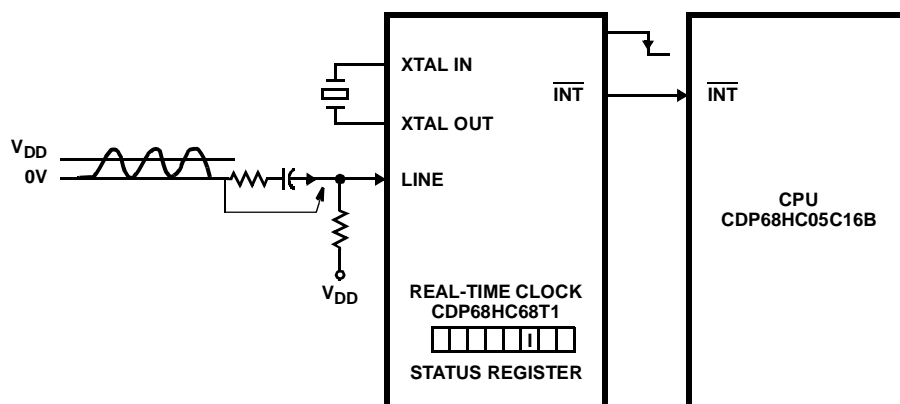 XTAL IN
INT
XTAL OUT
INT
VDD
0V
LINE
CPU
CDP68HC05C16B
VDD
REAL-TIME CLOCK
CDP68HC68T1
I
STATUS REGISTER